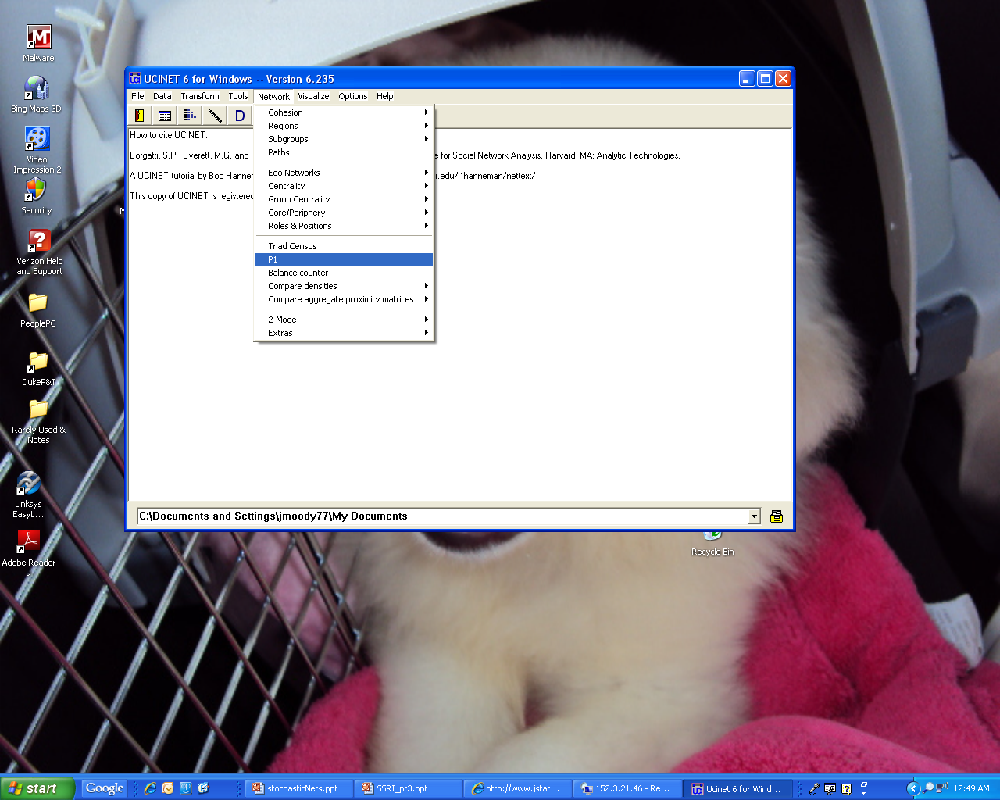 Malware
Bing Maps 3D
Video
Impression 2
Security
Verizon Help
and Support
PeoplePC
DukeP&T
Rarely Used &
Notes
Linksys
EasyL...
Adobe Reader
9
UCINET 6 for Windows -- Version 6.235
File Data Transform Tools Network Visualize Options Help
D
How to cite UCINET:
Borgatti, S.P., Everett, M.G. and
e for Social Network Analysis. Harvard, MA: Analytic Technologies.
A UCINET tutorial by Bob Hanner
r.edu/~hanneman/nettext/
This copy of UCINET is registered
Cohesion
Regions
Subgroups
Paths
Ego Networks
Centrality
Group Centrality
Core/Periphery
Roles & Positions
Triad Census
P1
Balance counter
Compare densities
Compare aggregate proximity matrices
2-Mode
Extras
C:\Documents and Settings\jmoody77\My Documents
Recycle Bin
start
Google
stochasticNets.ppt
SSRI_pt3.ppt
http://www.jstat...
152.3.21.46 - Re...
Ucinet 6 for Wind...
12:49 AM